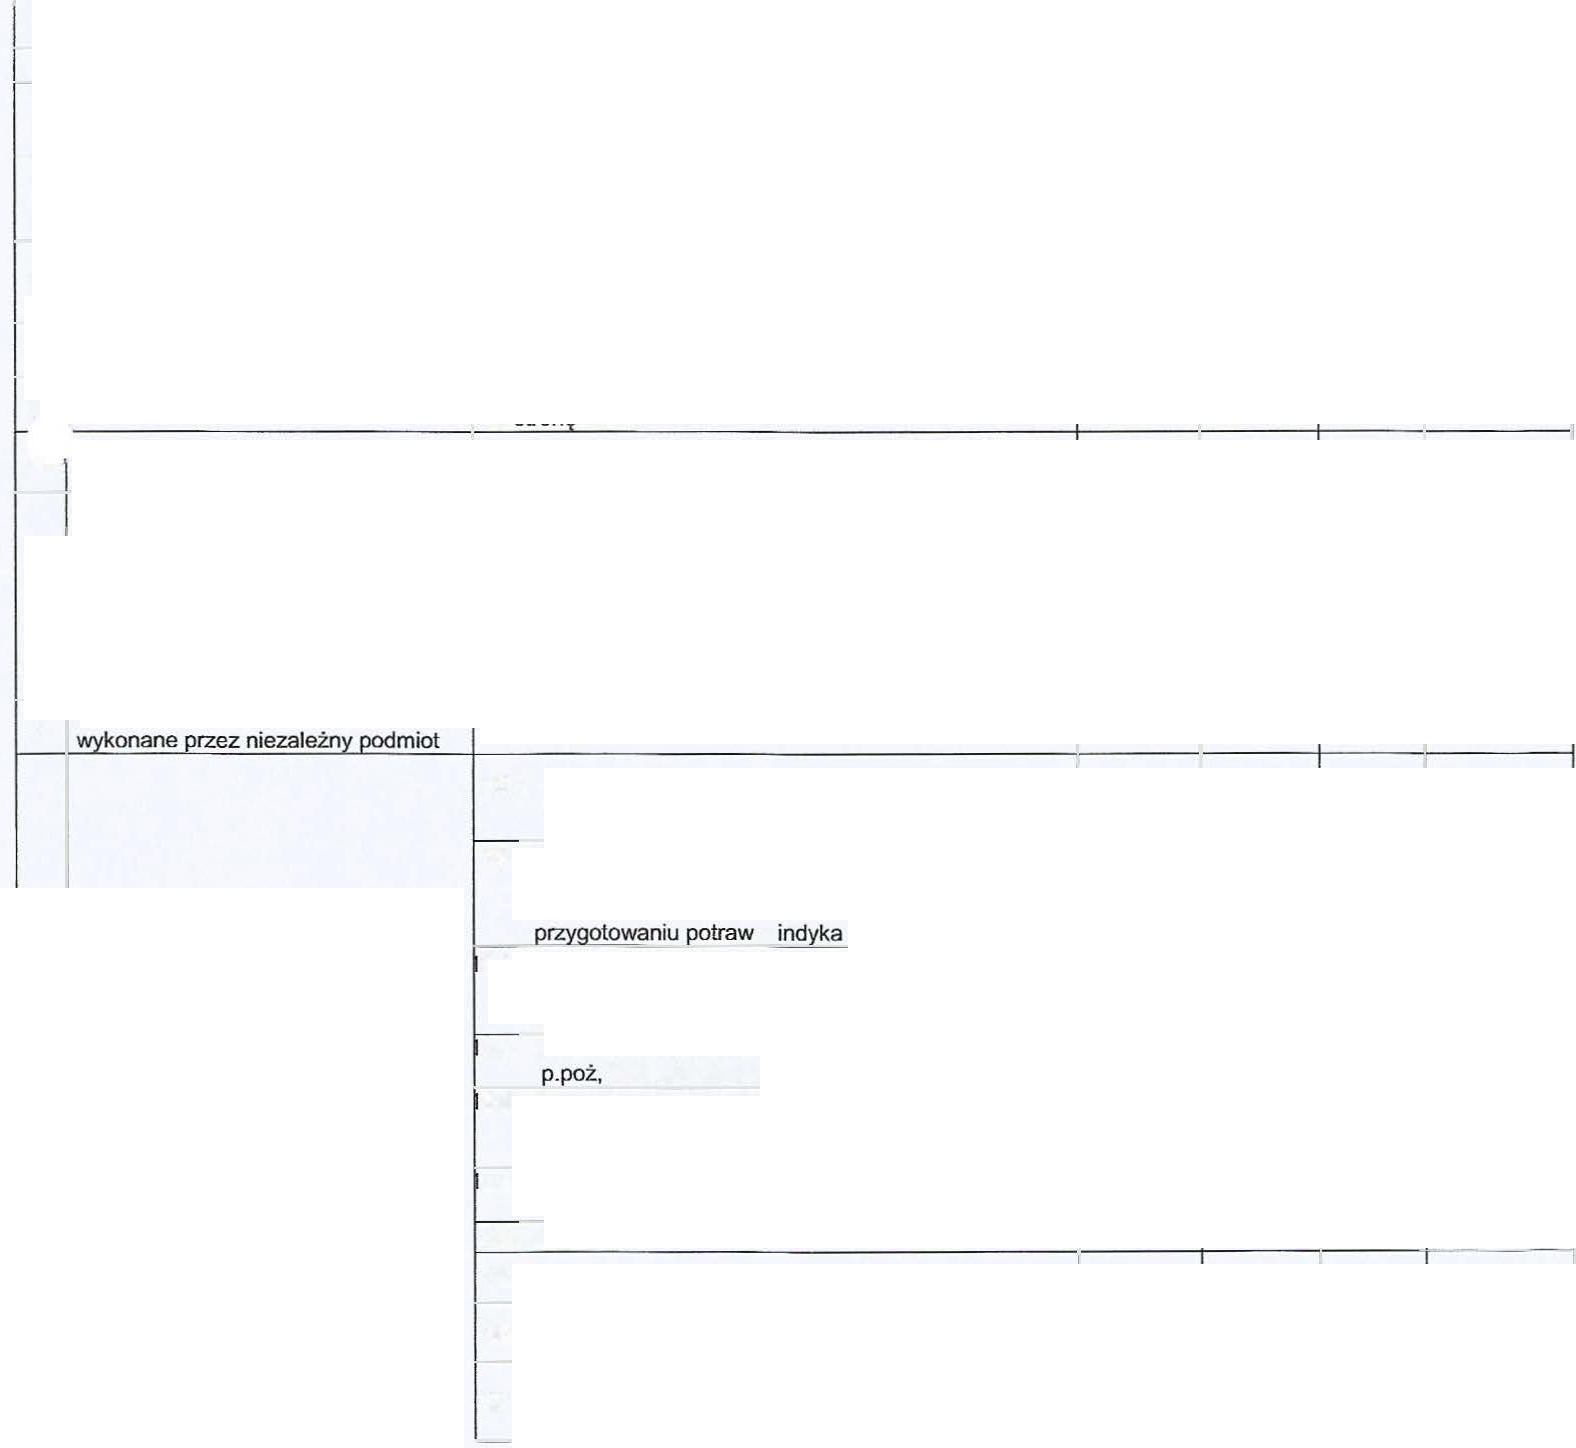 wykonane przez niezależny podmiot
przygotowaniu potraw indyka
p.poż,